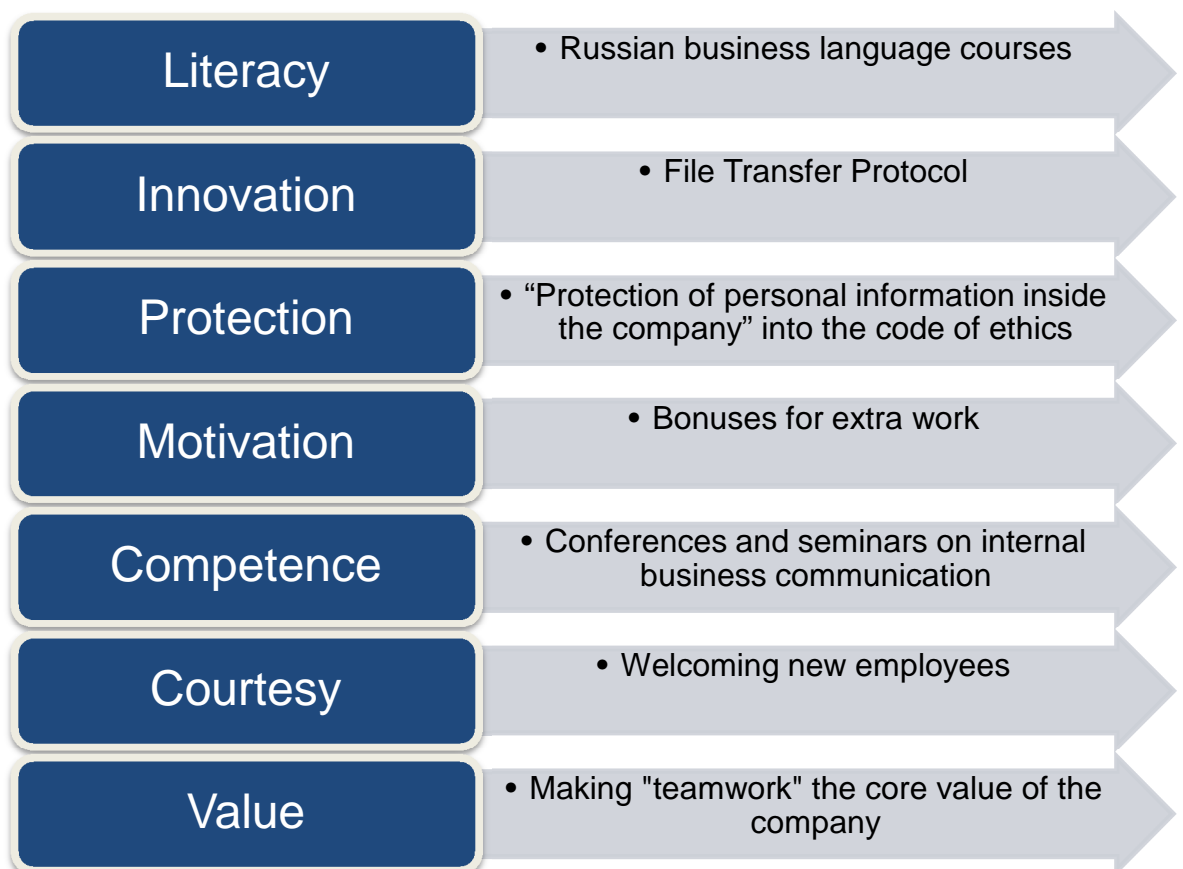 Literacy
• Russian business language courses
Innovation
• File Transfer Protocol
Protection
• “Protection of personal information inside
the company” into the code of ethics
Motivation
• Bonuses for extra work
Competence
• Conferences and seminars on internal
business communication
Courtesy
• Welcoming new employees
Value
• Making "teamwork" the core value of the
company